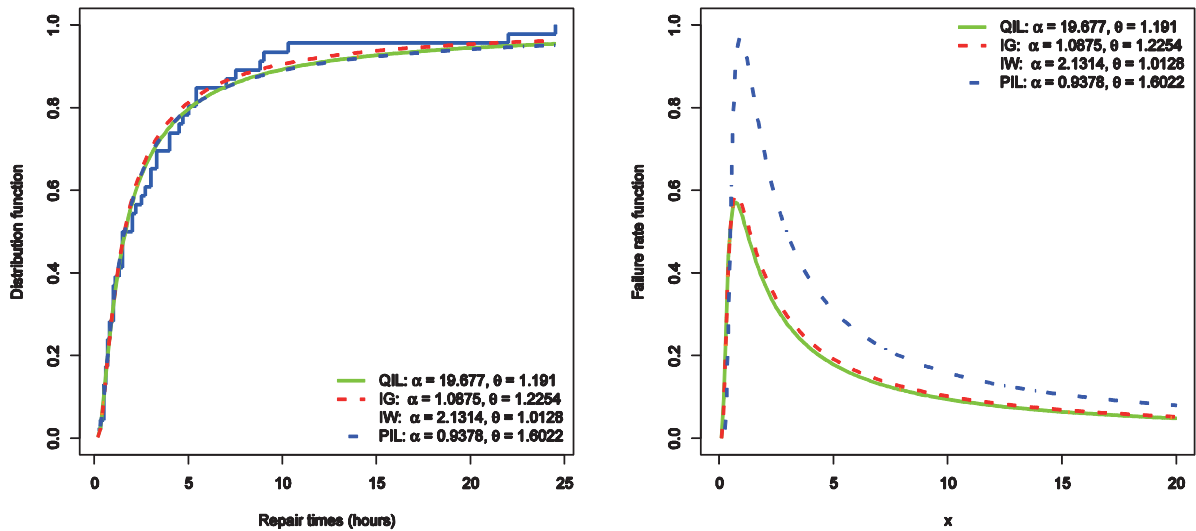 Distribution function
1.0
0.8
0.6
0.4
0.2
0.0
QIL: α = 19.677, θ = 1.191
IG: α = 1.0875, θ = 1.2254
IW: α = 2.1314, θ = 1.0128
PIL: α = 0.9378, θ = 1.6022
0 5 10 15 20 25
Repair times (hours)
Failure rate function
1.0
0.8
0.6
0.4
0.2
0.0
QIL: α = 19.677, θ = 1.191
IG: α = 1.0875, θ = 1.2254
IW: α = 2.1314, θ = 1.0128
PIL: α = 0.9378, θ = 1.6022
0 5 10 15 20
x